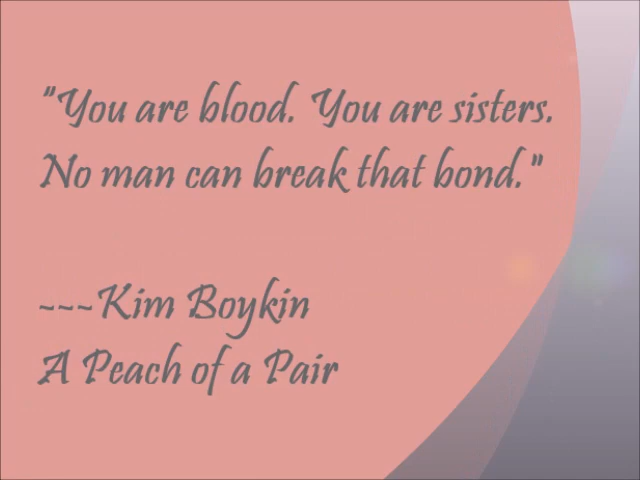 "You are blood. You are sisters.
No man can break that bond."
~~~Kim Boykin
A Peach of a Pair